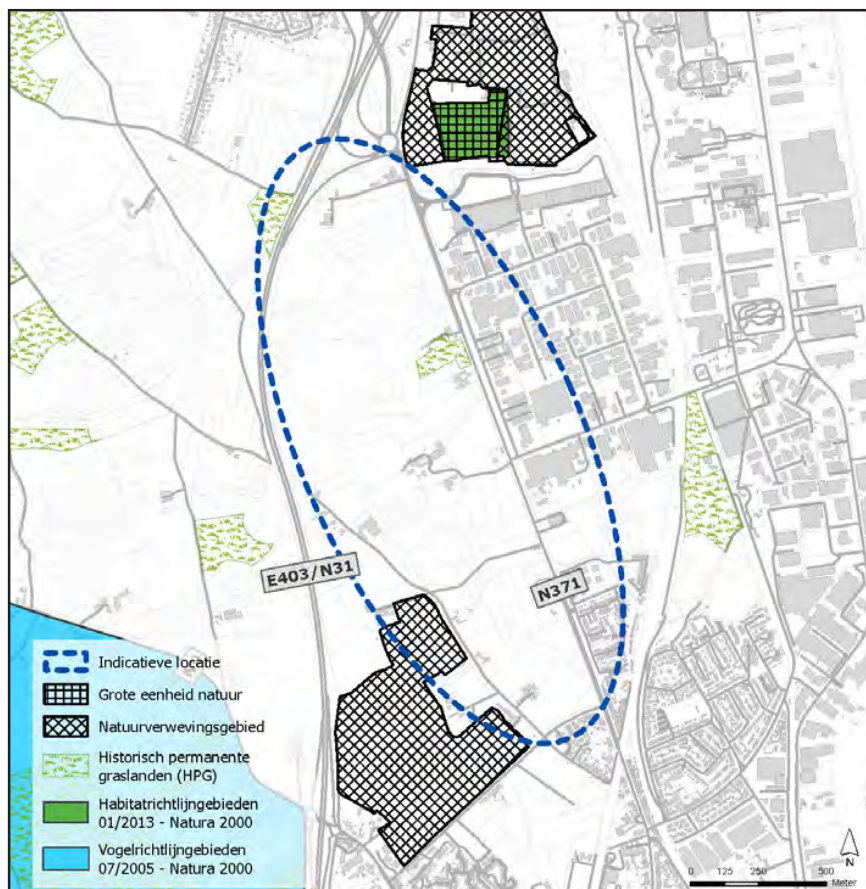 E403/N31
N371
Indicatieve locatie
Grote eenheid natuur
Natuurverwevingsgebied
Historisch permanente
graslanden (HPG)
Habitatrichtlijngebieden
01/2013 - Natura 2000
Vogelrichtlijngebieden
07/2005 - Natura 2000
N
0 125 250 500
Meter